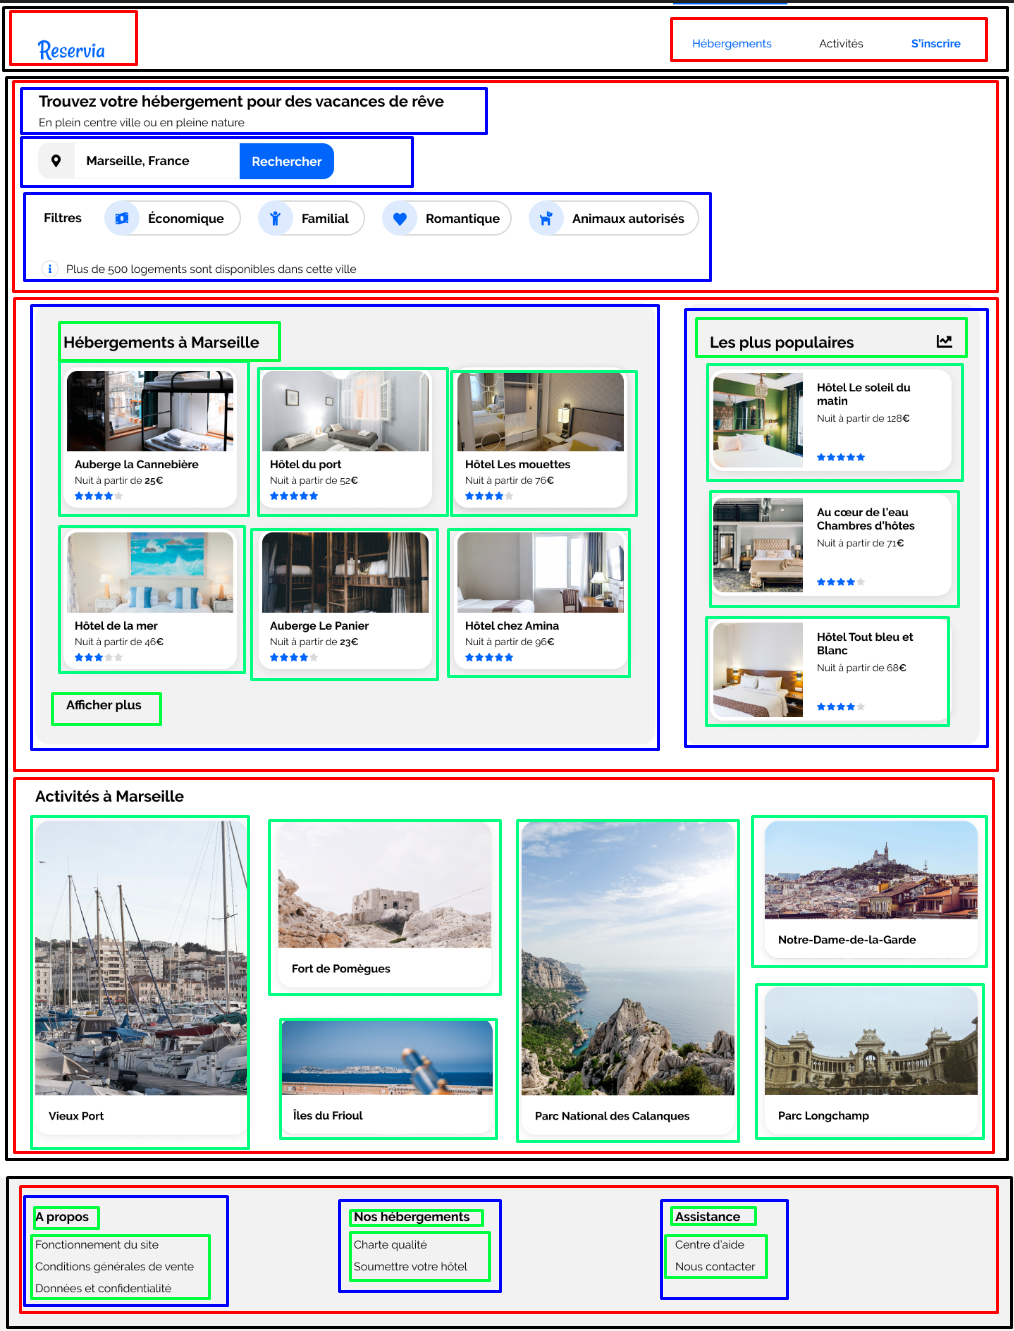 Reservia
Hébergements
Activités
S'inscrire
Trouvez votre hébergement pour des vacances de rêve
En plein centre ville ou en pleine nature
Marseille, France
Rechercher
Filtres
Économique
Familial
Romantique
Animaux autorisés
Plus de 500 logements sont disponibles dans cette ville
Hébergements à Marseille
Auberge la Cannebière
Nuit à partir de 25€
Hôtel du port
Nuit à partir de 52€
Hôtel Les mouettes
Nuit à partir de 76€
Hôtel de la mer
Nuit à partir de 46€
Auberge Le Panier
Nuit à partir de 23€
Hôtel chez Amina
Nuit à partir de 96€
Afficher plus
Les plus populaires
Hôtel Le soleil du
matin
Nuit à partir de 128€
Au cœur de l'eau
Chambres d'hôtes
Nuit à partir de 71€
Hôtel Tout bleu et
Blanc
Nuit à partir de 68€
Activités à Marseille
Vieux Port
Fort de Pomègues
Îles du Frioul
Parc National des Calanques
Notre-Dame-de-la-Garde
Parc Longchamp
A propos
Fonctionnement du site
Conditions générales de vente
Données et confidentialité
Nos hébergements
Charte qualité
Soumettre votre hôtel
Assistance
Centre d'aide
Nous contacter